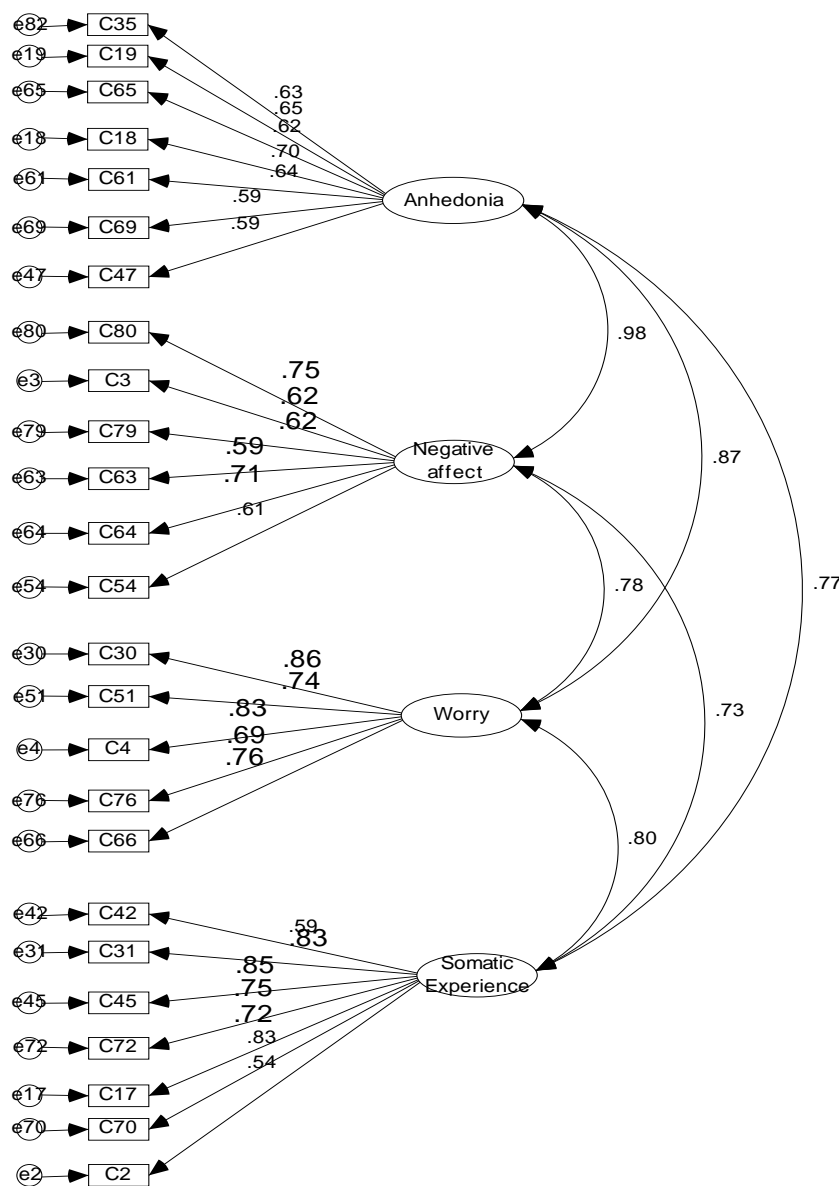 e82 C35
e19 C19
e65 C65
e18 C18
e61 C61
e69 C69
e47 C47
.63
.65
.62
.70
.64
.59
.59
Anhedonia
e80 C80
e3 C3
e79 C79
e63 C63
e64 C64
e54 C54
.75
.62
.62
.59
.71
.61
Negative
affect
e30 C30
e51 C51
e4 C4
e76 C76
e66 C66
.86
.74
.83
.69
.76
Worry
e42 C42
e31 C31
e45 C45
e72 C72
e17 C17
e70 C70
e2 C2
.59
.83
.85
.75
.72
.83
.54
Somatic
Experience
.98
.87
.78
.77
.73
.80